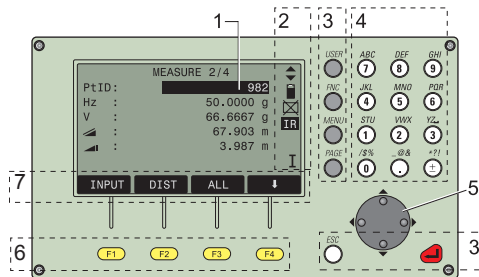 1
2
3
4
MEASURE 2/4
PtID: 982
Hz : 50.0000 g
V : 66.6667 g
: 67.903 m
: 3.987 m
IR
I
INPUT DIST ALL
USER
FNC
MENU
PAGE
ABC DEF GHI
7 8 9
JKL MNO PQR
4 5 6
STU VWX YZ_
1 2 3
/$% _@& *?!
0 . ±
7
5
6
F1 F2 F3 F4
ESC
3